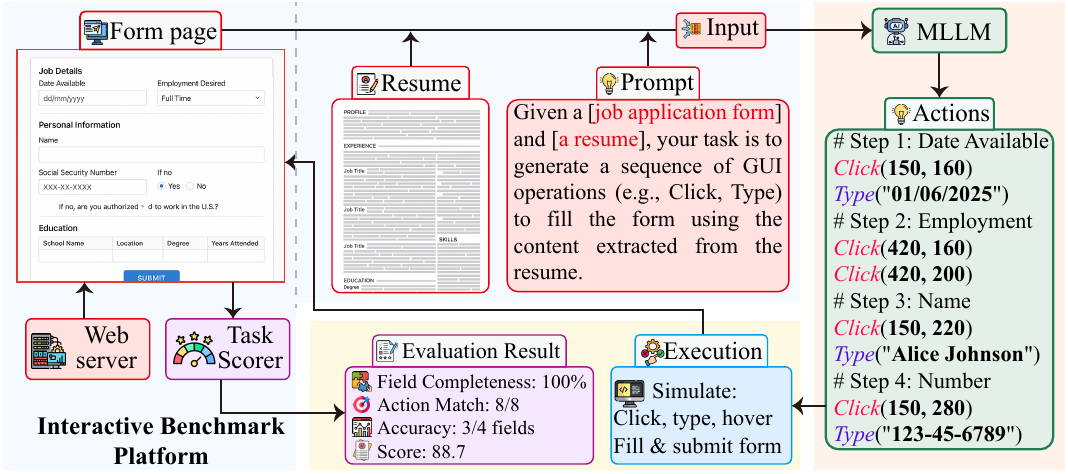 Form page
Job Details
Date Available
Employment Desired
dd/mm/yyyy
Full Time
Personal Information
Name
Social Security Number
If no
XXX-XX-XXXX
Yes
No
If no, are you authorized d to work in the U.S.?
Education
School Name
Location
Degree
Years Attended
SUBMIT
Web
server
Task
Scorer
Interactive Benchmark
Platform
Resume
PROFILE
EXPERIENCE
Job Title
Job Title
Job Title
SKILLS
EDUCATION
Degree
Prompt
Given a [job application form]
and [a resume], your task is to
generate a sequence of GUI
operations (e.g., Click, Type)
to fill the form using the
content extracted from the
resume.
Input
MLLM
Actions
# Step 1: Date Available
Click(150, 160)
Type("01/06/2025")
# Step 2: Employment
Click(420, 160)
Click(420, 200)
# Step 3: Name
Click(150, 220)
Type("Alice Johnson")
# Step 4: Number
Click(150, 280)
Type("123-45-6789")
Execution
Simulate:
Click, type, hover
Fill & submit form
Evaluation Result
Field Completeness: 100%
Action Match: 8/8
Accuracy: 3/4 fields
Score: 88.7